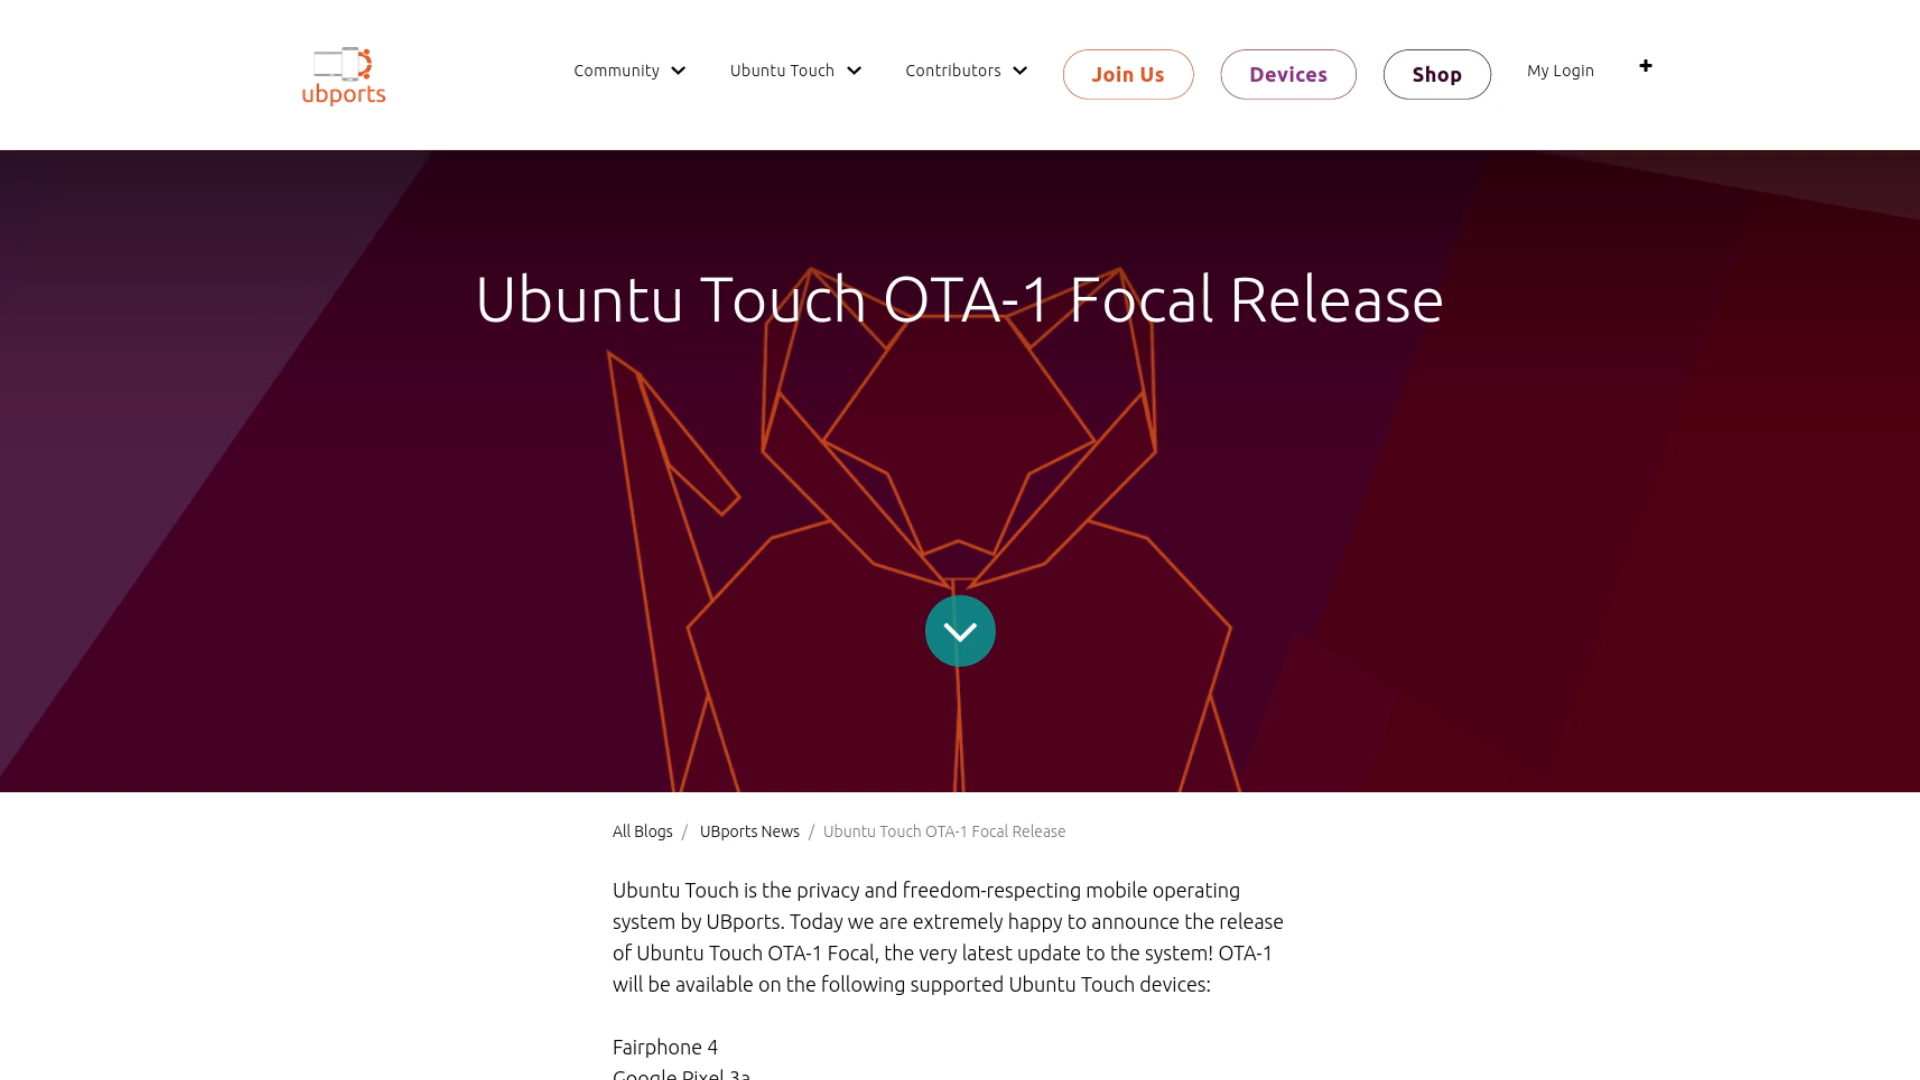 ubports
Community
Ubuntu Touch
Contributors
Join Us
Devices
Shop
My Login
+
Ubuntu Touch OTA-1 Focal Release
All Blogs / UBports News / Ubuntu Touch OTA-1 Focal Release
Ubuntu Touch is the privacy and freedom-respecting mobile operating
system by UBports. Today we are extremely happy to announce the release
of Ubuntu Touch OTA-1 Focal, the very latest update to the system! OTA-1
will be available on the following supported Ubuntu Touch devices:
Fairphone 4
Google Pixel 3a